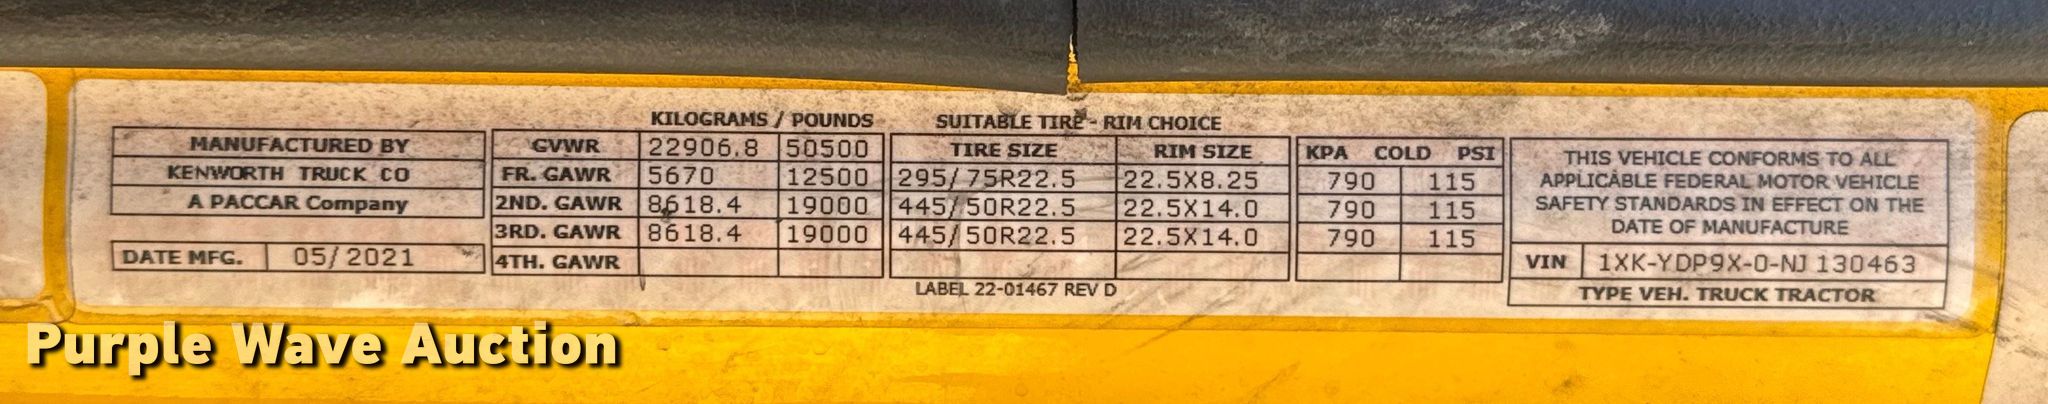 KILOGRAMS / POUNDS SUITABLE TIRE - RIM CHOICE
MANUFACTURED BY
KENWORTH TRUCK CO
A PACCAR Company
DATE MFG. 05/2021
GVWR 22906.8 50500
FR. GAWR 5670 12500
2ND. GAWR 8618.4 19000
3RD. GAWR 8618.4 19000
4TH. GAWR
TIRE SIZE RIM SIZE
295/75R22.5 22.5X8.25
445/50R22.5 22.5X14.0
445/50R22.5 22.5X14.0
KPA COLD PSI
790 115
790 115
790 115
LABEL 22-01467 REV D
THIS VEHICLE CONFORMS TO ALL
APPLICABLE FEDERAL MOTOR VEHICLE
SAFETY STANDARDS IN EFFECT ON THE
DATE OF MANUFACTURE
VIN 1XK-YDP9X-0-NJ 130463
TYPE VEH. TRUCK TRACTOR
Purple Wave Auction